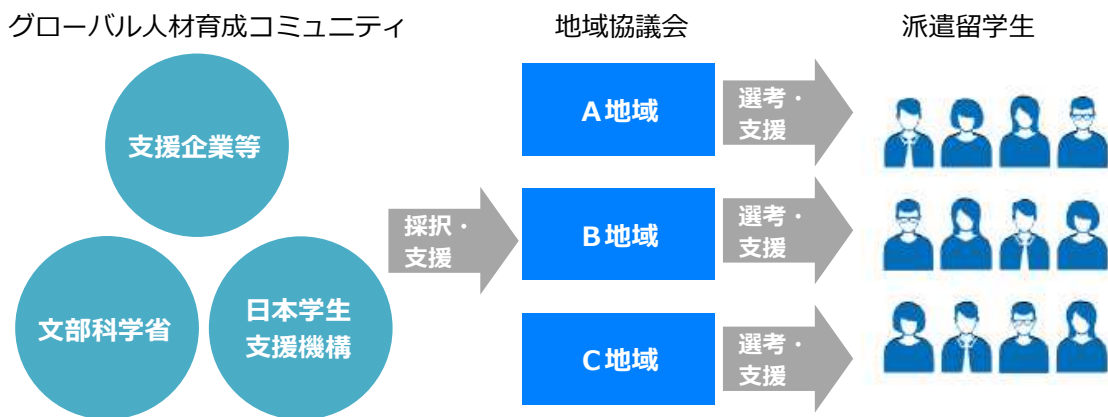 グローバル人材育成コミュニティ
地域協議会
派遣留学生
支援企業等
文部科学省
日本学生
支援機構
採択・
支援
A地域
選考・
支援
B地域
選考・
支援
C地域
選考・
支援